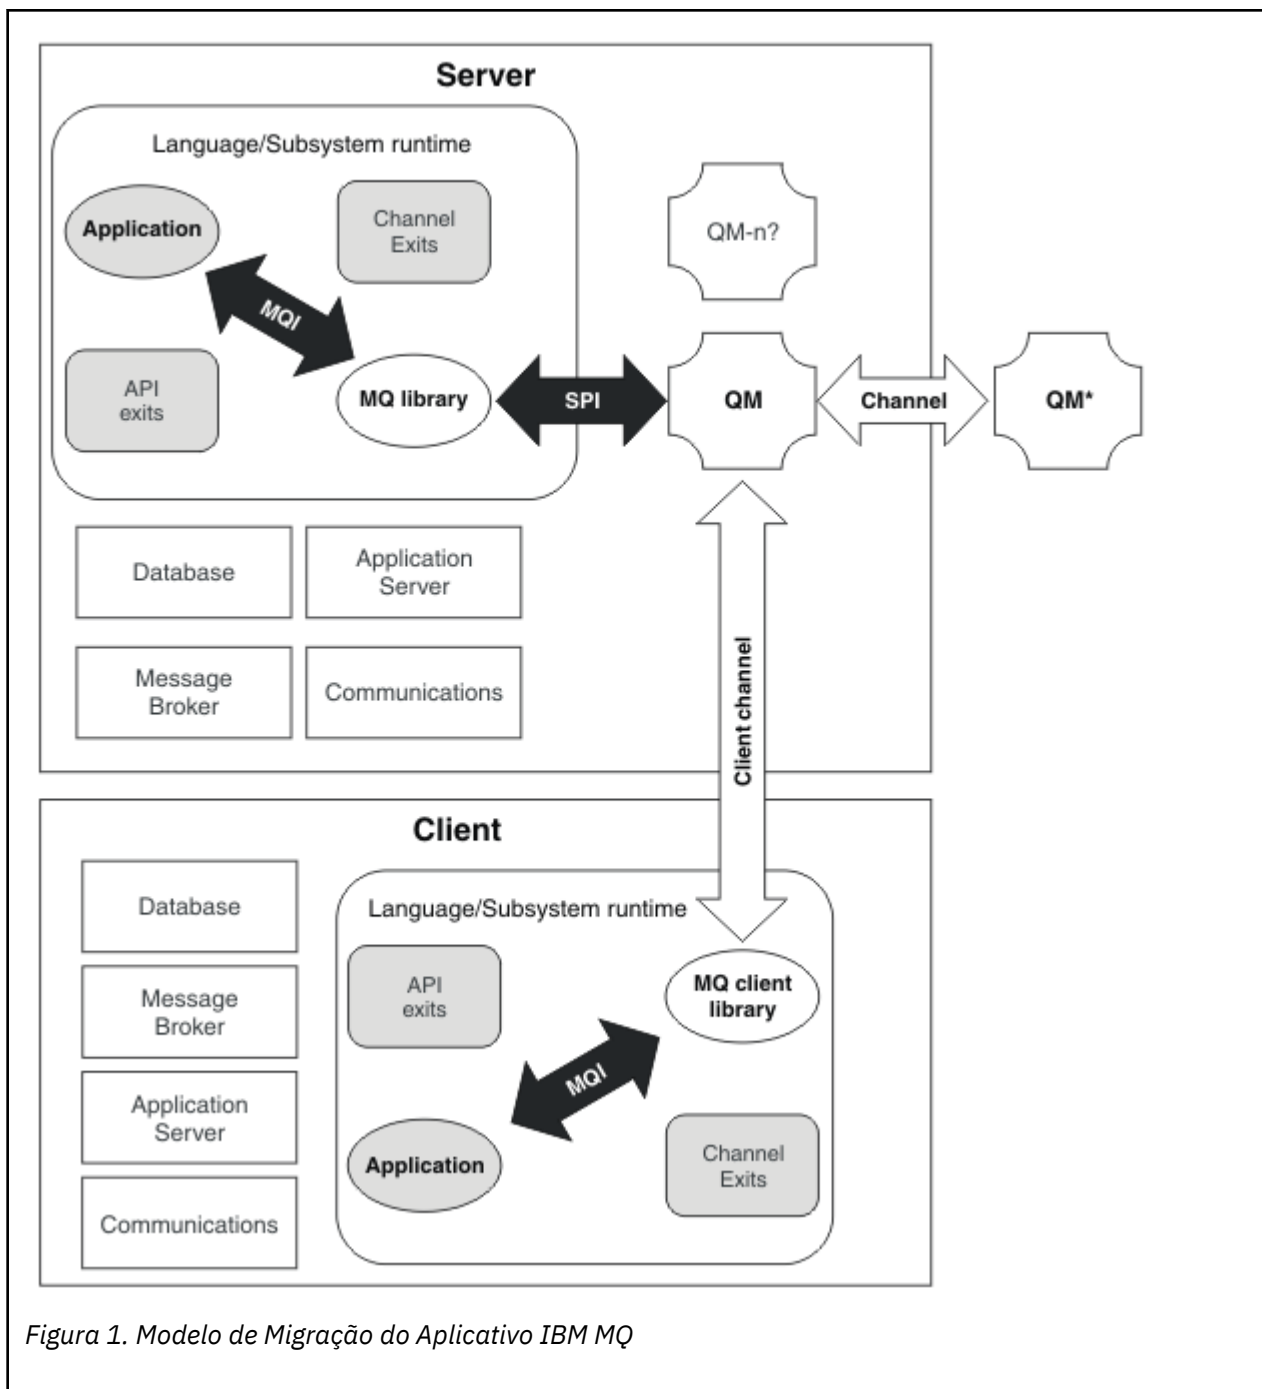 Server
Language/Subsystem runtime
Application
Channel
Exits
QM-n?
MQI
API
exits
MQ library
SPI
QM
Channel
QM*
Database
Application
Server
Message
Broker
Communications
Client channel
Client
Database
Language/Subsystem runtime
API
exits
MQ client
library
Message
Broker
MQI
Application
Server
Application
Channel
Exits
Communications
Figura 1. Modelo de Migração do Aplicativo IBM MQ